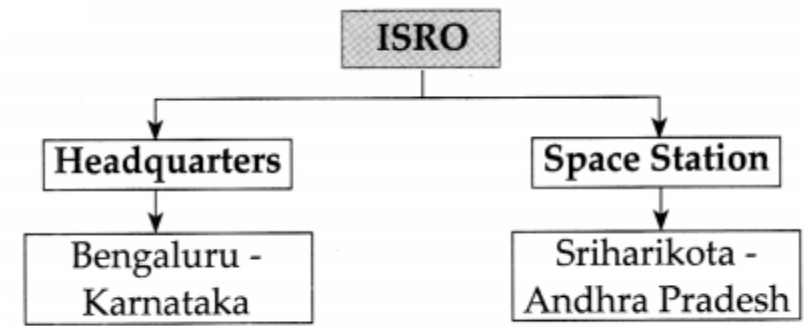 ISRO
Headquarters
Space Station
Bengaluru -
Karnataka
Sriharikota -
Andhra Pradesh